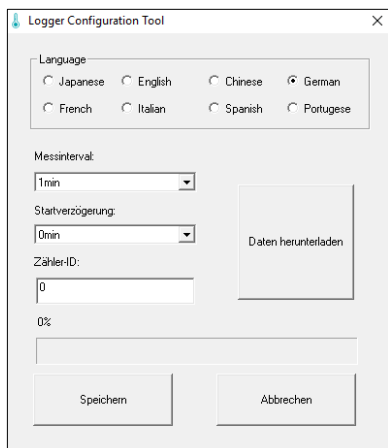 Logger Configuration Tool
Language
Japanese English Chinese German
French Italian Spanish Portugese
Messinterval:
1min
Startverzögerung:
0min
Daten herunterladen
Zähler-ID:
0
0%
Speichern Abbrechen